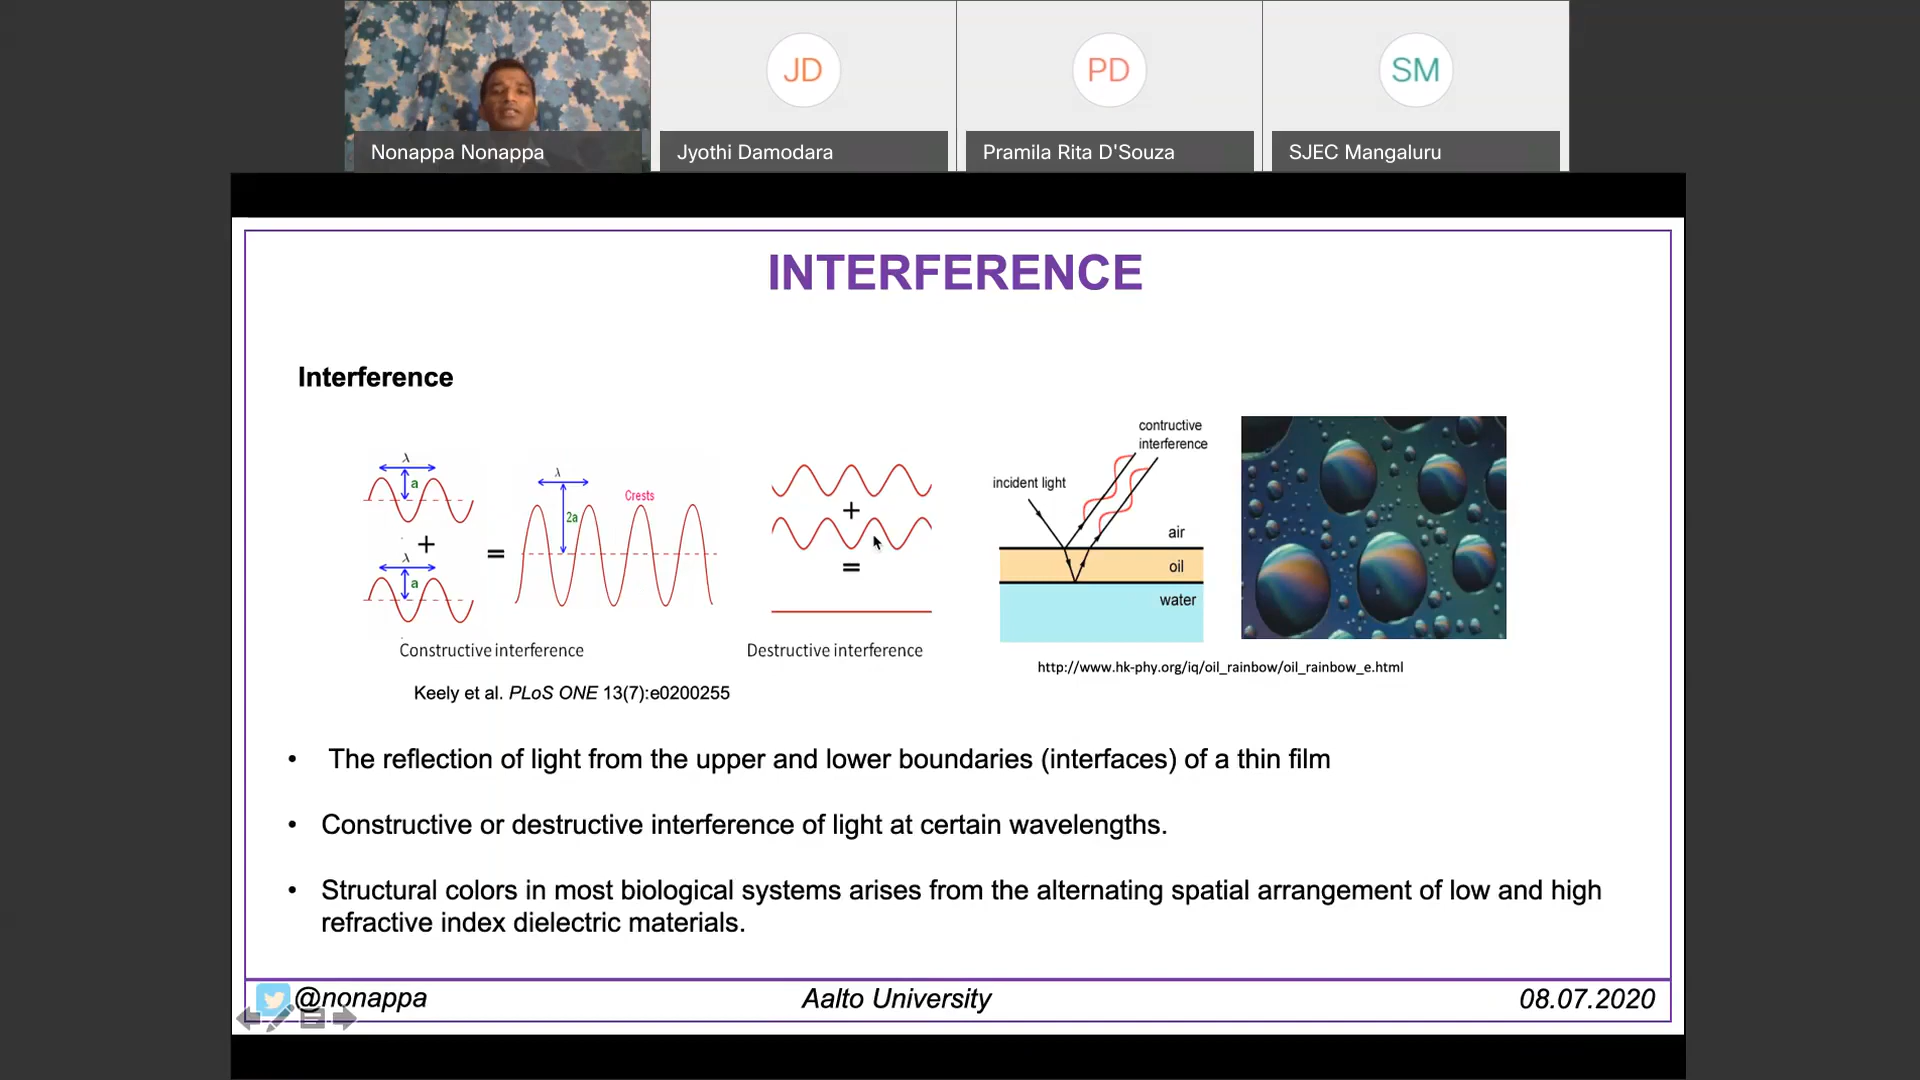 JD
PD
SM
Nonappa Nonappa
Jyothi Damodara
Pramila Rita D'Souza
SJEC Mangaluru
INTERFERENCE
Interference
λ
a
+
λ
a
=
λ
2a
Crests
Constructive interference
+
=
Destructive interference
Keely et al. PLoS ONE 13(7):e0200255
contructive
interference
incident light
air
oil
water
http://www.hk-phy.org/iq/oil_rainbow/oil_rainbow_e.html
• The reflection of light from the upper and lower boundaries (interfaces) of a thin film
• Constructive or destructive interference of light at certain wavelengths.
• Structural colors in most biological systems arises from the alternating spatial arrangement of low and high
refractive index dielectric materials.
@nonappa
Aalto University
08.07.2020